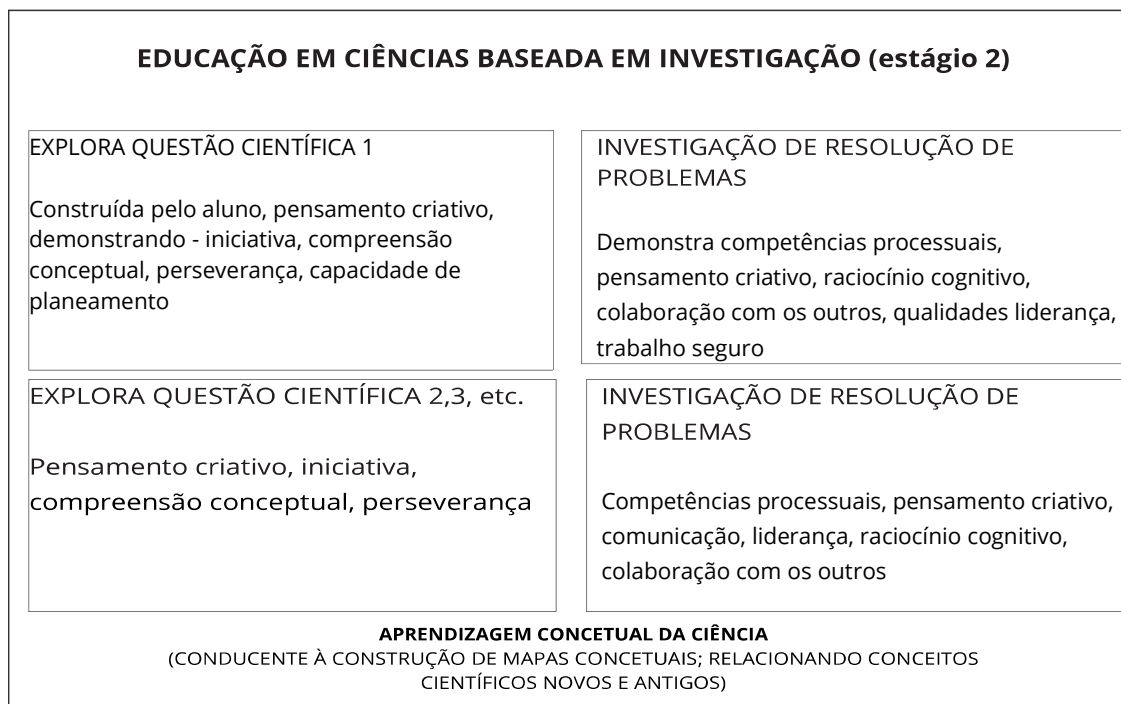 EDUCAÇÃO EM CIÊNCIAS BASEADA EM INVESTIGAÇÃO (estágio 2)
EXPLORA QUESTÃO CIENTÍFICA 1
Construída pelo aluno, pensamento criativo,
demonstrando - iniciativa, compreensão
conceptual, perseverança, capacidade de
planeamento
INVESTIGAÇÃO DE RESOLUÇÃO DE
PROBLEMAS
Demonstra competências processuais,
pensamento criativo, raciocínio cognitivo,
colaboração com os outros, qualidades liderança,
trabalho seguro
EXPLORA QUESTÃO CIENTÍFICA 2,3, etc.
Pensamento criativo, iniciativa,
compreensão conceptual, perseverança
INVESTIGAÇÃO DE RESOLUÇÃO DE
PROBLEMAS
Competências processuais, pensamento criativo,
comunicação, liderança, raciocínio cognitivo,
colaboração com os outros
APRENDIZAGEM CONCETUAL DA CIÊNCIA
(CONDUCENTE À CONSTRUÇÃO DE MAPAS CONCETUAIS; RELACIONANDO CONCEITOS
CIENTÍFICOS NOVOS E ANTIGOS)